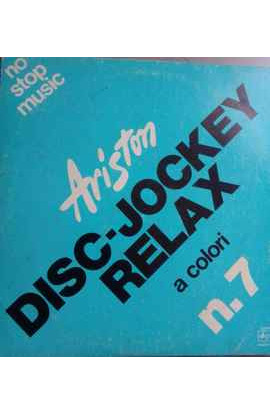 no
stop
music
Ariston
DISC-JOCKEY
RELAX
a colori
n.7